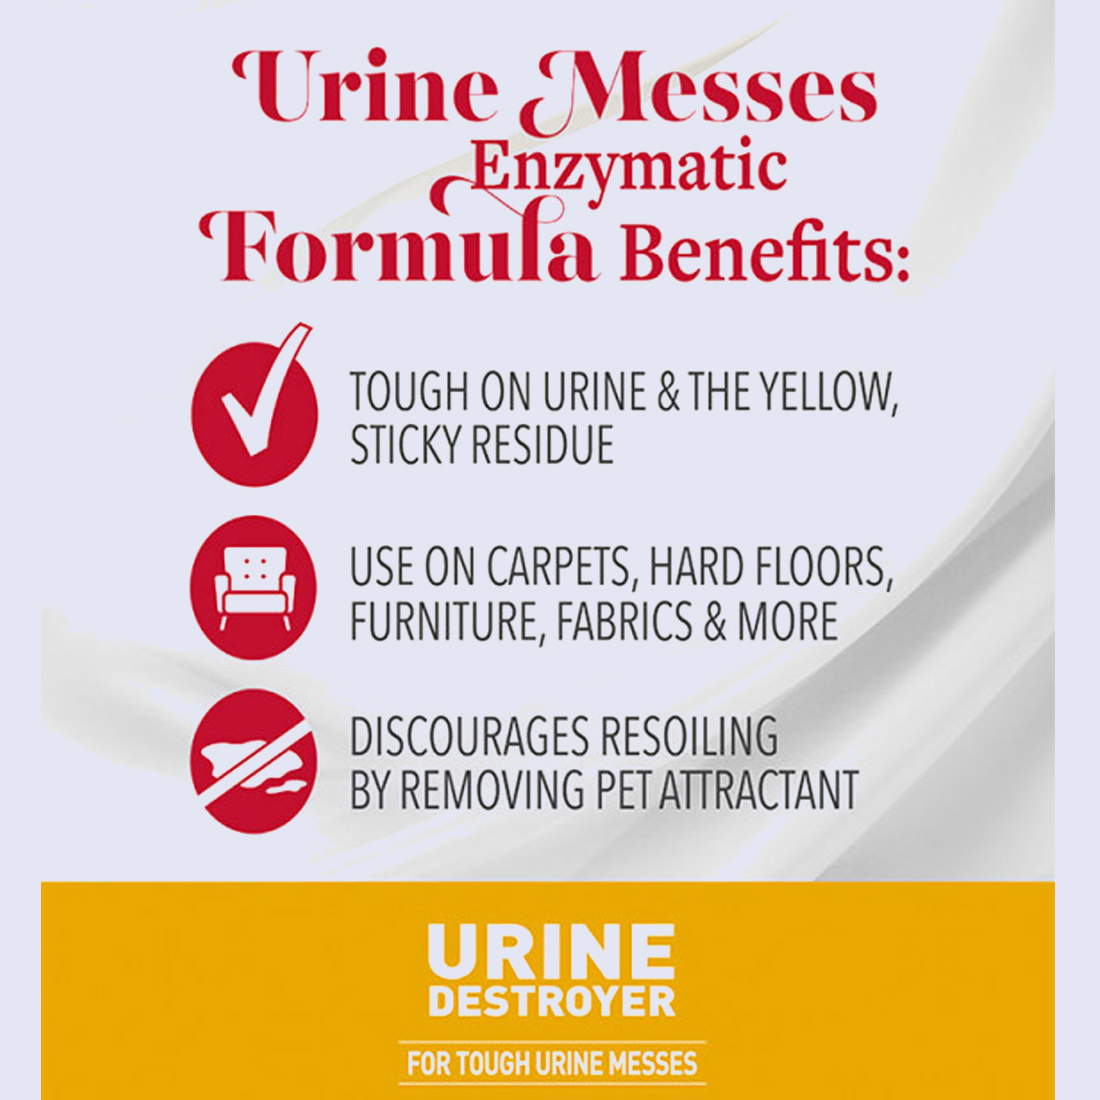 Urine Messes
Enzymatic
Formula Benefits:
TOUGH ON URINE & THE YELLOW,
STICKY RESIDUE
USE ON CARPETS, HARD FLOORS,
FURNITURE, FABRICS & MORE
DISCOURAGES RESOILING
BY REMOVING PET ATTRACTANT
URINE
DESTROYER
FOR TOUGH URINE MESSES